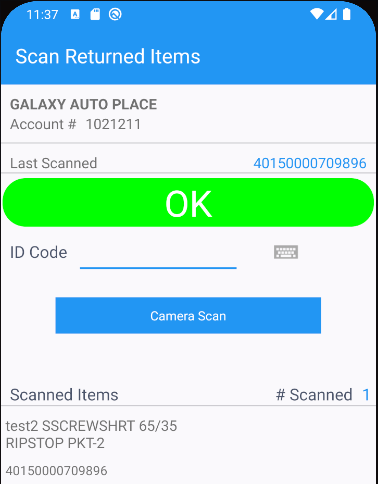 11:37
Scan Returned Items
GALAXY AUTO PLACE
Account # 1021211
Last Scanned 40150000709896
OK
ID Code
Camera Scan
Scanned Items # Scanned 1
test2 SSCREWSHRT 65/35
RIPSTOP PKT-2
40150000709896